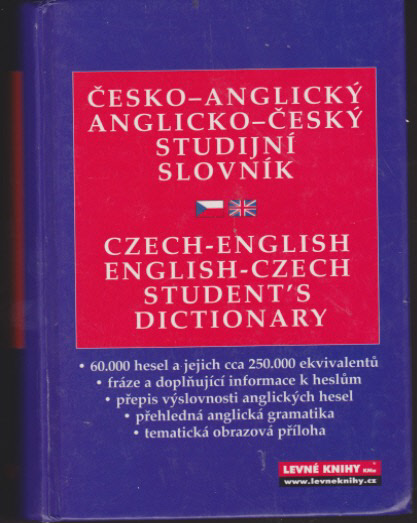 ČESKO–ANGLICKÝ
ANGLICKO–ČESKÝ
STUDIJNÍ
SLOVNÍK
CZECH-ENGLISH
ENGLISH-CZECH
STUDENT'S
DICTIONARY
• 60.000 hesel a jejich cca 250.000 ekvivalentů
• fráze a doplňující informace k heslům
• přepis výslovnosti anglických hesel
• přehledná anglická gramatika
• tematická obrazová příloha
LEVNÉ KNIHY
www.levneknihy.cz